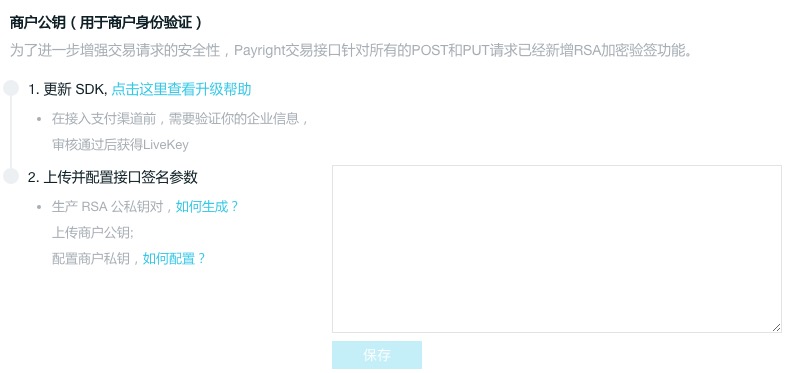 商户公钥（用于商户身份验证）
为了进一步增强交易请求的安全性，Payright交易接口针对所有的POST和PUT请求已经新增RSA加密验签功能。
1. 更新 SDK, 点击这里查看升级帮助
• 在接入支付渠道前，需要验证你的企业信息，
审核通过后获得LiveKey
2. 上传并配置接口签名参数
• 生产 RSA 公私钥对，如何生成？
上传商户公钥;
配置商户私钥，如何配置？
保存